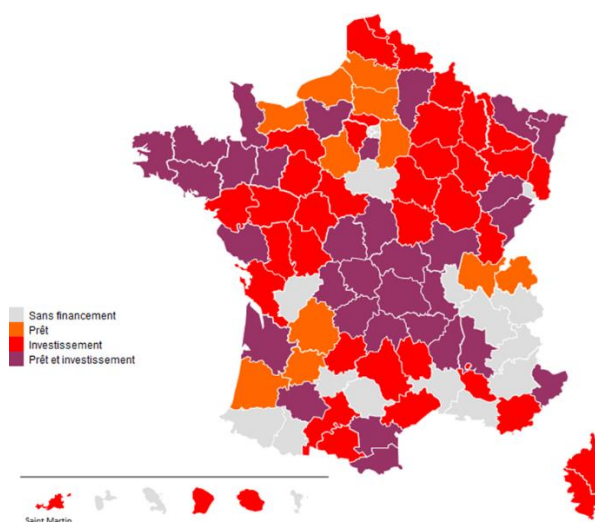 Sans financement
Prêt
Investissement
Prêt et investissement
Saint Martin